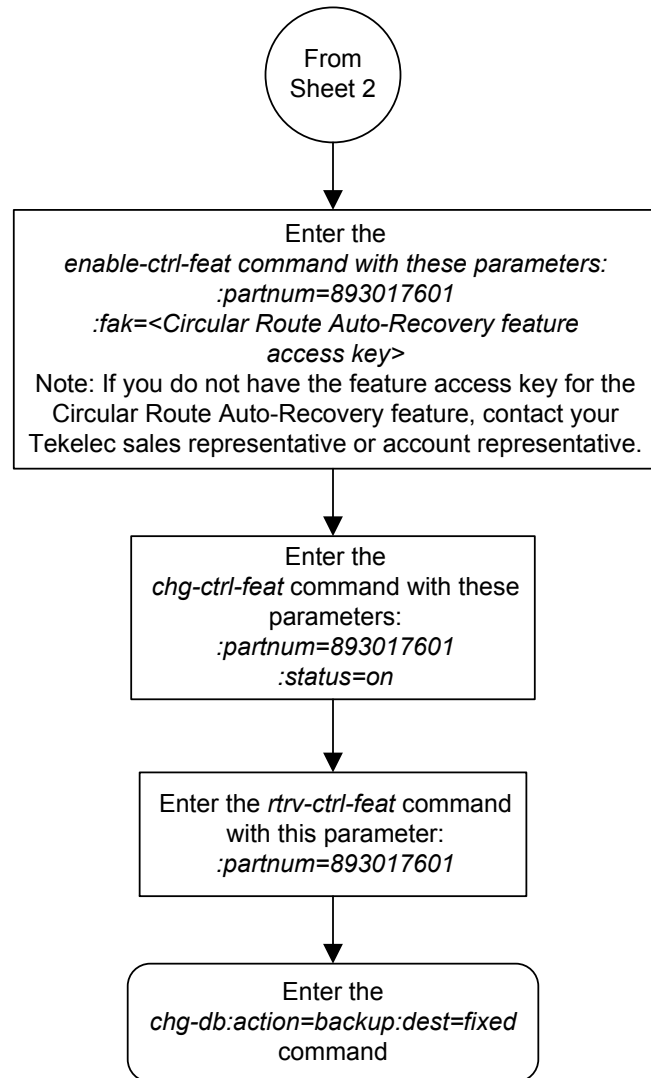 From
Sheet 2
Enter the
enable-ctrl-feat command with these parameters:
:partnum=893017601
:fak=<Circular Route Auto-Recovery feature
access key>
Note: If you do not have the feature access key for the
Circular Route Auto-Recovery feature, contact your
Tekelec sales representative or account representative.
Enter the
chg-ctrl-feat command with these
parameters:
:partnum=893017601
:status=on
Enter the rtrv-ctrl-feat command
with this parameter:
:partnum=893017601
Enter the
chg-db:action=backup:dest=fixed
command